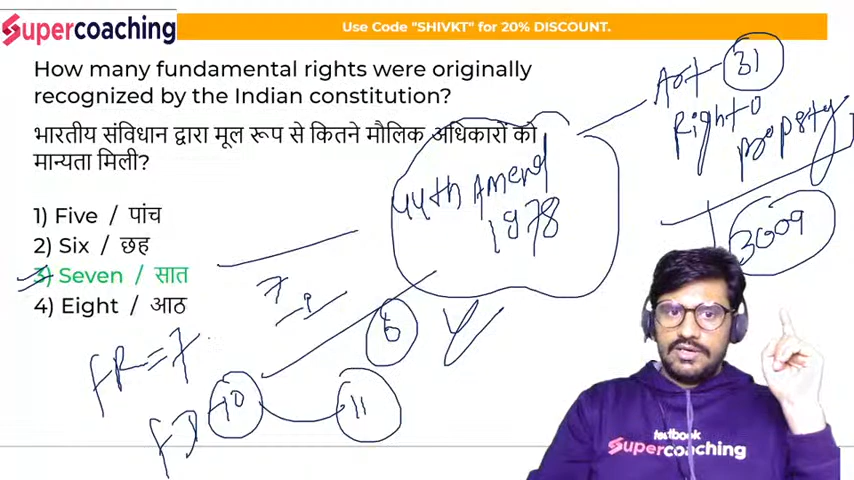 Supercoaching
Use Code "SHIVKT" for 20% DISCOUNT.
How many fundamental rights were originally
recognized by the Indian constitution?
भारतीय संविधान द्वारा मूल रूप से कितने मौलिक अधिकारों को
मान्यता मिली?
1) Five / पांच
2) Six / छह
3) Seven / सात
4) Eight / आठ
Art - 31
Right to
property
300A
44th Amend
1978
7
- 1
6
FR = 7
FD 10
11
testbook
Supercoaching